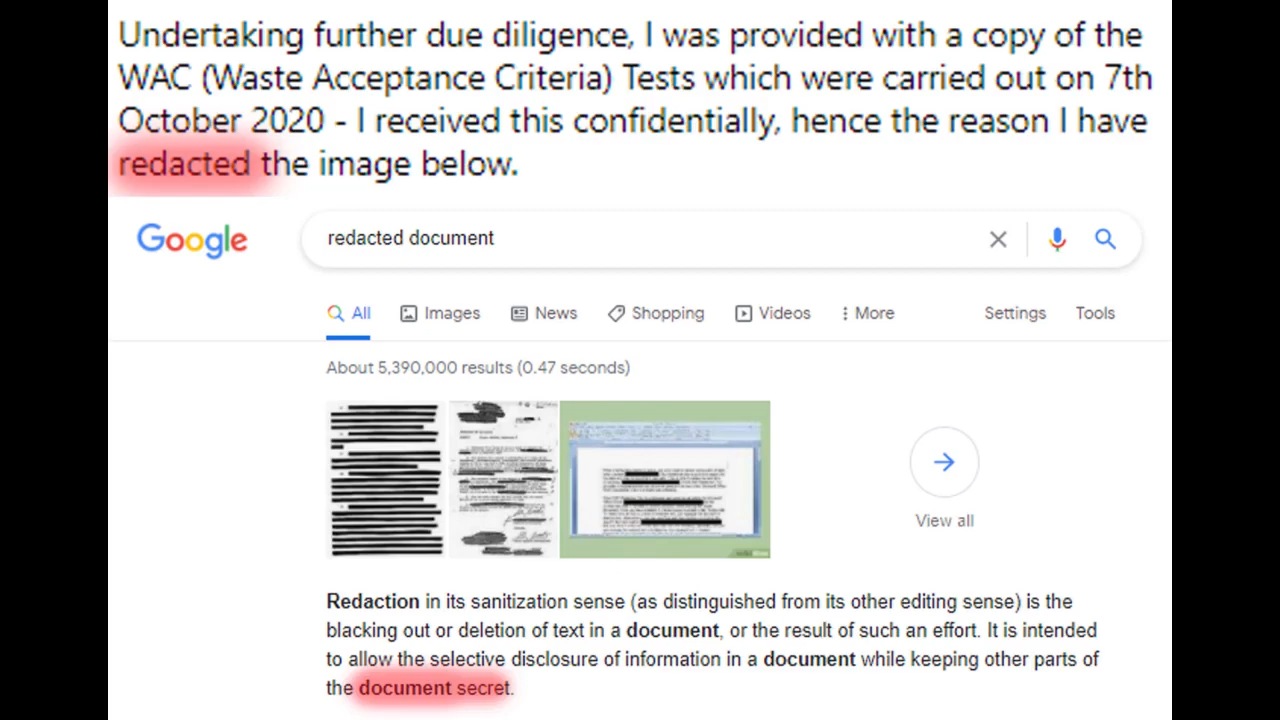 Undertaking further due diligence, I was provided with a copy of the
WAC (Waste Acceptance Criteria) Tests which were carried out on 7th
October 2020 - I received this confidentially, hence the reason I have
redacted the image below.
Google
redacted document
All Images News Shopping Videos More Settings Tools
About 5,390,000 results (0.47 seconds)
View all
Redaction in its sanitization sense (as distinguished from its other editing sense) is the
blacking out or deletion of text in a document, or the result of such an effort. It is intended
to allow the selective disclosure of information in a document while keeping other parts of
the document secret.